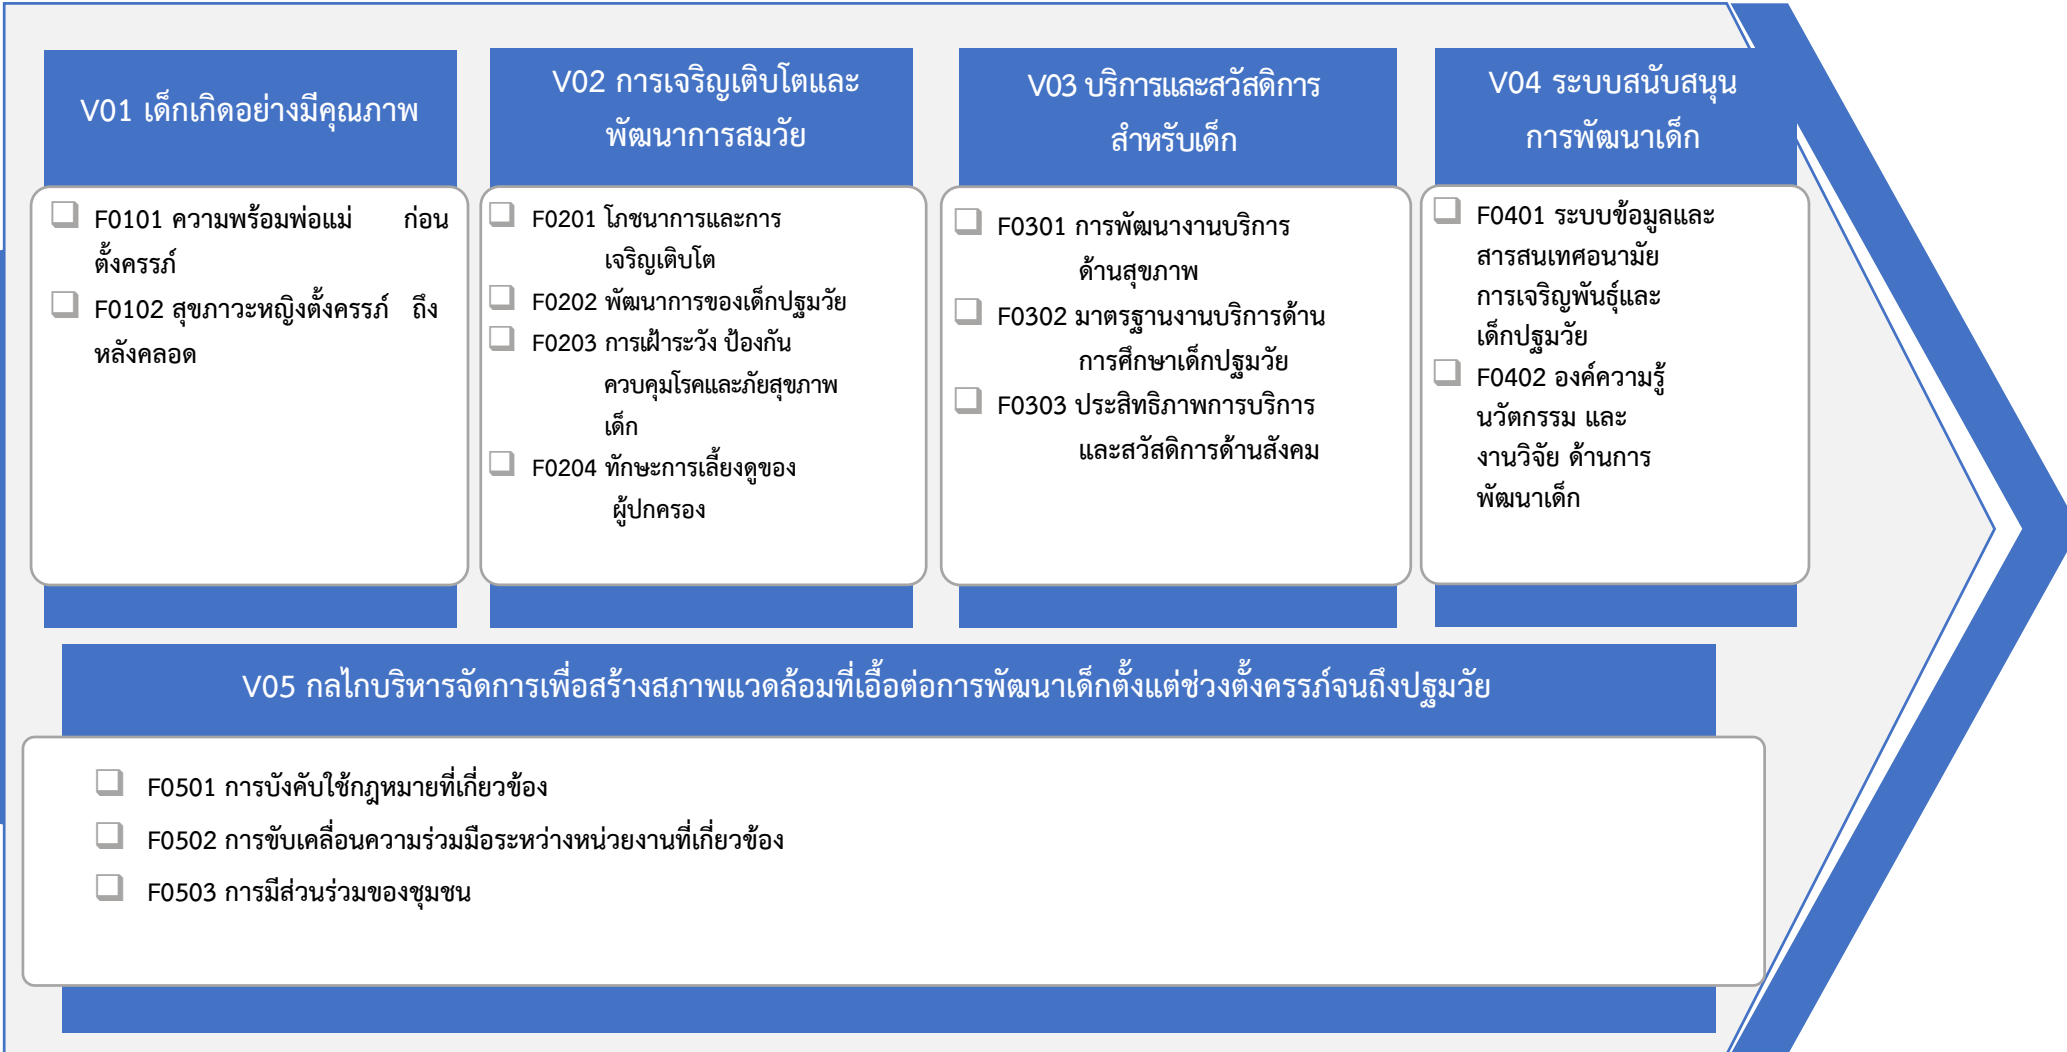 V01 เด็กเกิดอย่างมีคุณภาพ
F0101 ความพร้อมพ่อแม่ ก่อน
ตั้งครรภ์
F0102 สุขภาวะหญิงตั้งครรภ์ ถึง
หลังคลอด
V02 การเจริญเติบโตและ
พัฒนาการสมวัย
F0201 โภชนาการและการ
เจริญเติบโต
F0202 พัฒนาการของเด็กปฐมวัย
F0203 การเฝ้าระวัง ป้องกัน
ควบคุมโรคและภัยสุขภาพ
เด็ก
F0204 ทักษะการเลี้ยงดูของ
ผู้ปกครอง
V03 บริการและสวัสดิการ
สำหรับเด็ก
F0301 การพัฒนางานบริการ
ด้านสุขภาพ
F0302 มาตรฐานงานบริการด้าน
การศึกษาเด็กปฐมวัย
F0303 ประสิทธิภาพการบริการ
และสวัสดิการด้านสังคม
V04 ระบบสนับสนุน
การพัฒนาเด็ก
F0401 ระบบข้อมูลและ
สารสนเทศอนามัย
การเจริญพันธุ์และ
เด็กปฐมวัย
F0402 องค์ความรู้
นวัตกรรม และ
งานวิจัย ด้านการ
พัฒนาเด็ก
V05 กลไกบริหารจัดการเพื่อสร้างสภาพแวดล้อมที่เอื้อต่อการพัฒนาเด็กตั้งแต่ช่วงตั้งครรภ์จนถึงปฐมวัย
F0501 การบังคับใช้กฎหมายที่เกี่ยวข้อง
F0502 การขับเคลื่อนความร่วมมือระหว่างหน่วยงานที่เกี่ยวข้อง
F0503 การมีส่วนร่วมของชุมชน